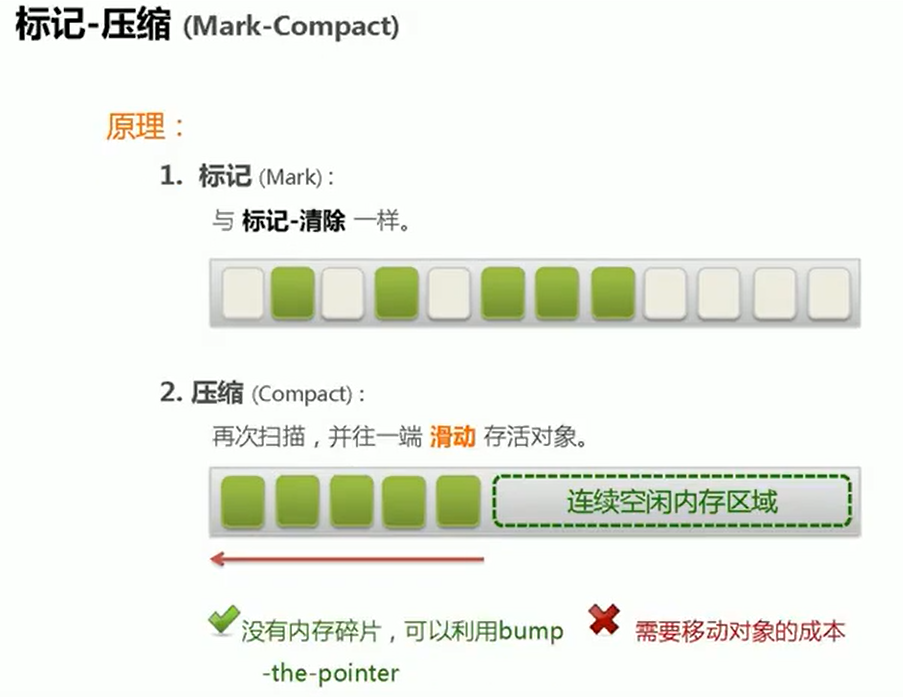 标记-压缩 (Mark-Compact)
原理：
1. 标记 (Mark) :
与 标记-清除 一样。
2. 压缩 (Compact) :
再次扫描，并往一端 滑动 存活对象。
连续空闲内存区域
没有内存碎片，可以利用bump
-the-pointer
需要移动对象的成本